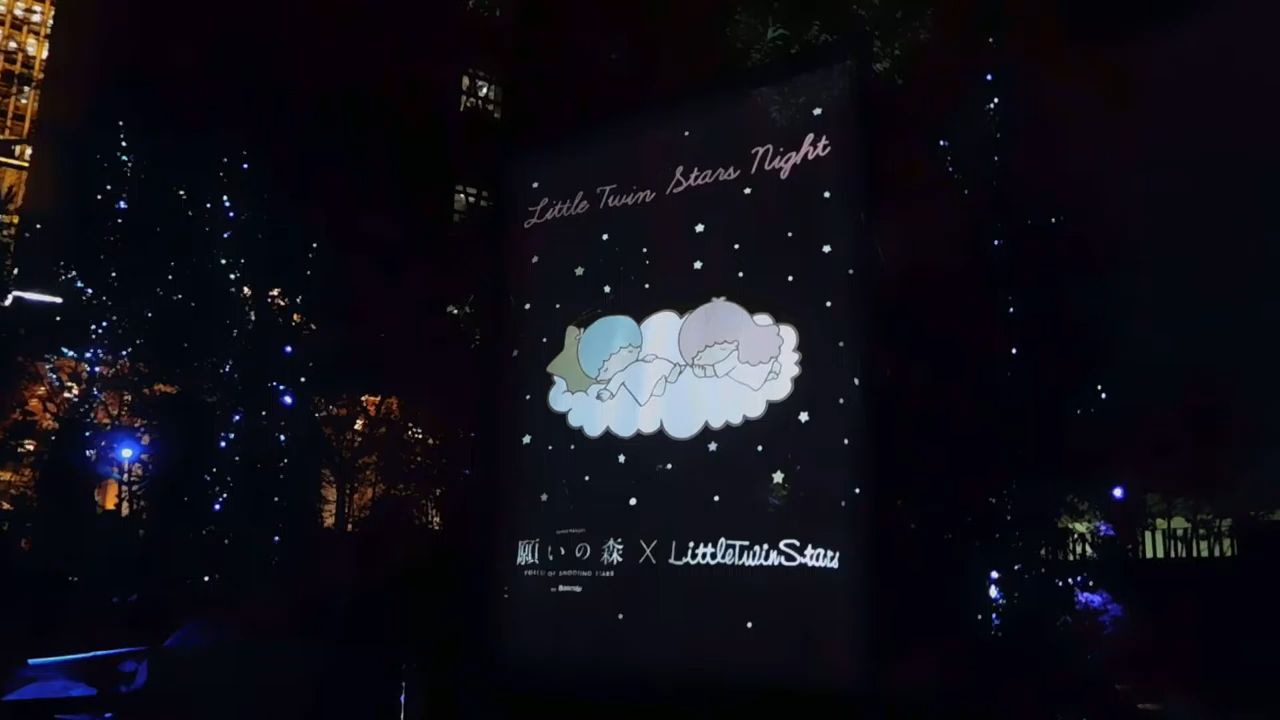 Little Twin Stars Night
願いの森 × LittleTwinStars
FOREST OF SHOOTING STARS